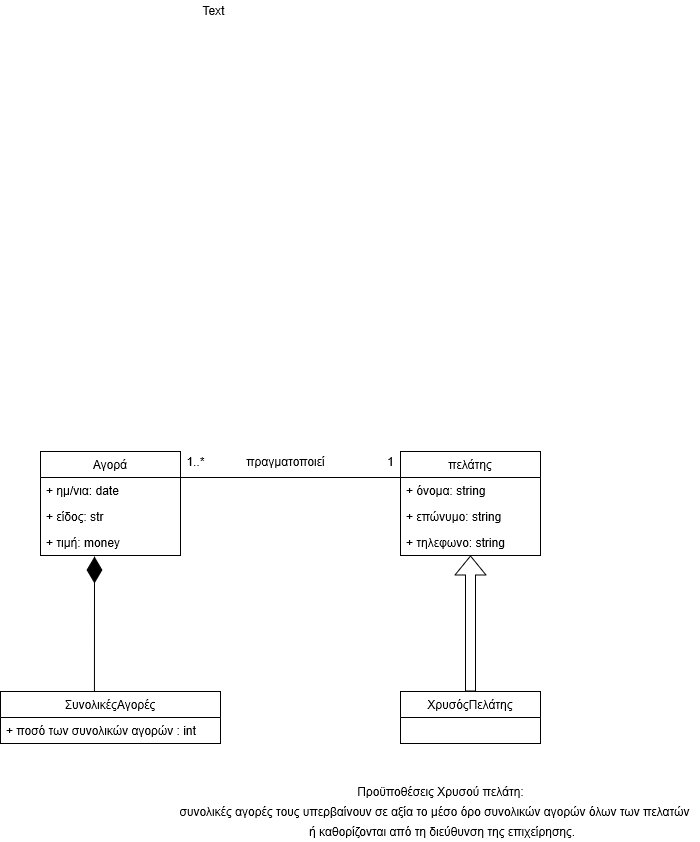 Text
Αγορά
+ ημ/νια: date
+ είδος: str
+ τιμή: money
1..* πραγματοποιεί 1
πελάτης
+ όνομα: string
+ επώνυμο: string
+ τηλεφωνο: string
ΣυνολικέςΑγορές
+ ποσό των συνολικών αγορών : int
ΧρυσόςΠελάτης
Προϋποθέσεις Χρυσού πελάτη:
συνολικές αγορές τους υπερβαίνουν σε αξία το μέσο όρο συνολικών αγορών όλων των πελατών
ή καθορίζονται από τη διεύθυνση της επιχείρησης.